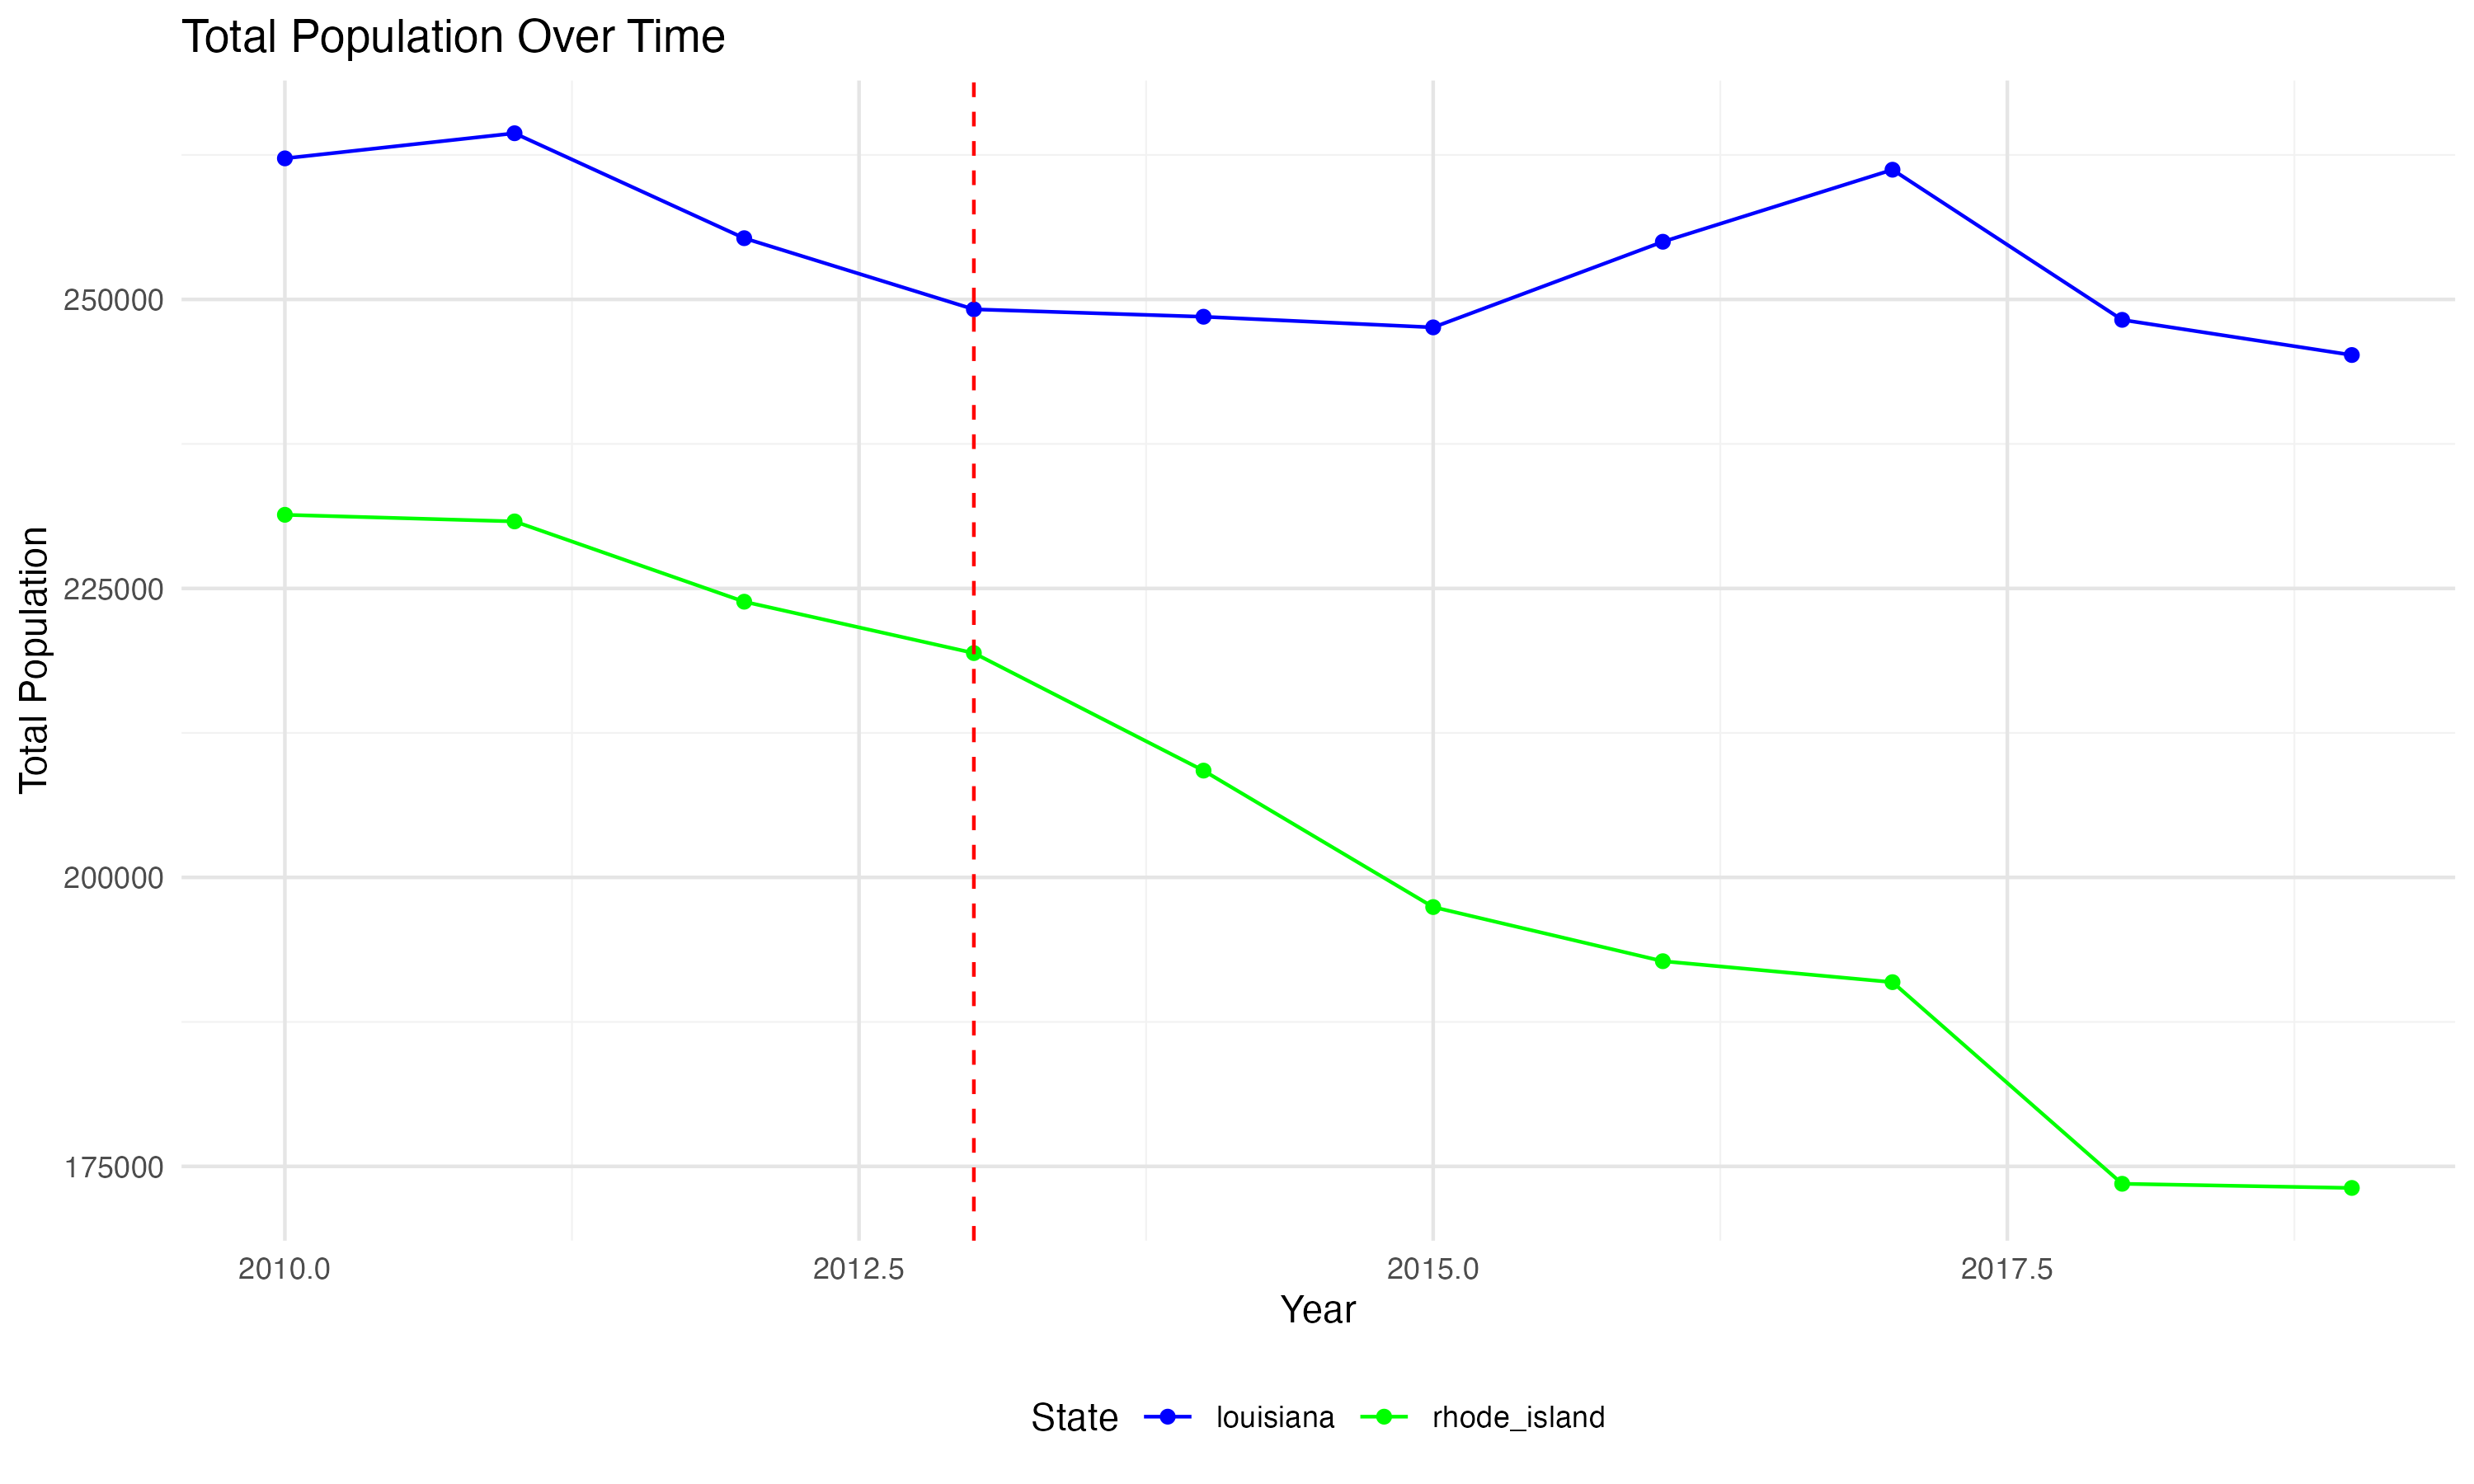 Total Population Over Time
Total Population
250000
225000
200000
175000
2010.0 2012.5 2015.0 2017.5
Year
State louisiana rhode_island